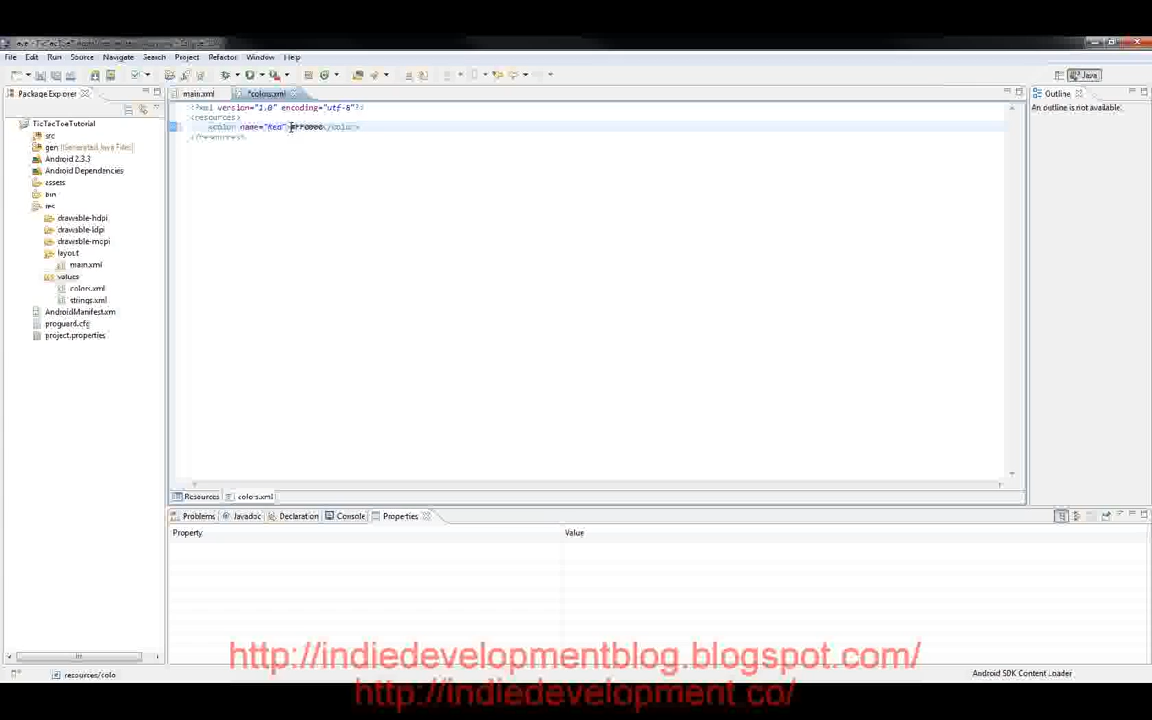 File Edit Run Source Navigate Search Project Refactor Window Help
Java
Package Explorer
main.xml
*colors.xml
Outline
An outline is not available.
<?xml version="1.0" encoding="utf-8"?>
<resources>
<color name="Red">#FF0000</color>
</resources>
TicTacToeTutorial
src
gen [Generated Java Files]
Android 2.3.3
Android Dependencies
assets
bin
res
drawable-hdpi
drawable-ldpi
drawable-mdpi
layout
main.xml
values
colors.xml
strings.xml
AndroidManifest.xml
proguard.cfg
project.properties
Resources
colors.xml
Problems
Javadoc
Declaration
Console
Properties
Property
Value
http://indiedevelopmentblog.blogspot.com/
http://indiedevelopment.co/
resources/colo
Android SDK Content Loader